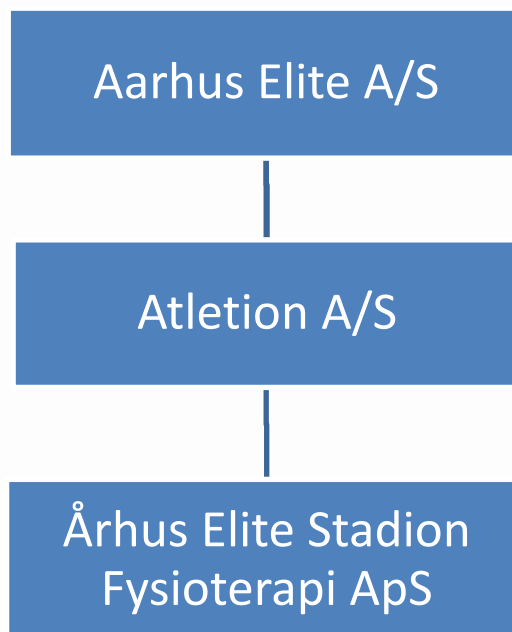 Aarhus Elite A/S
Atletion A/S
Århus Elite Stadion
Fysioterapi ApS